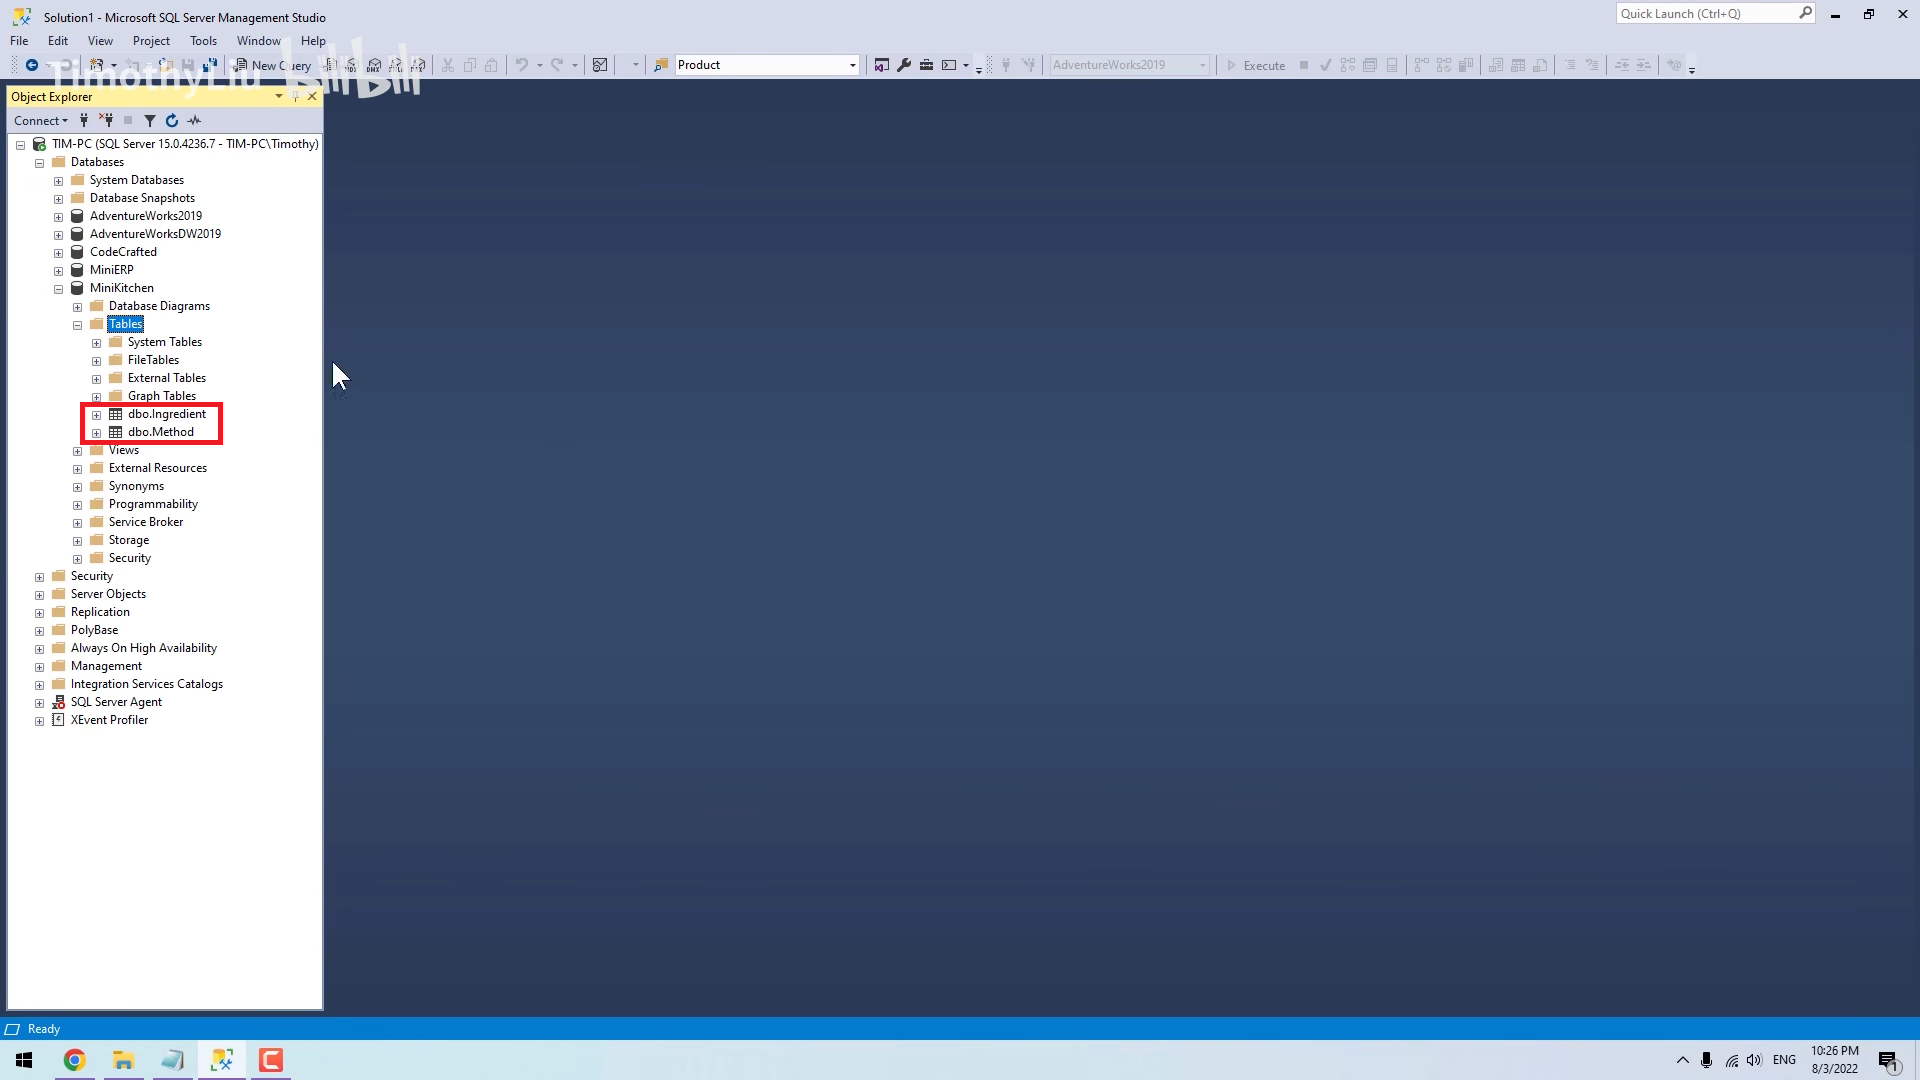 Solution1 - Microsoft SQL Server Management Studio
Quick Launch (Ctrl+Q)
File Edit View Project Tools Window Help
New Query
Product
AdventureWorks2019
Execute
TimothyLiu bilibili
Object Explorer
Connect
TIM-PC (SQL Server 15.0.4236.7 - TIM-PC\Timothy)
Databases
System Databases
Database Snapshots
AdventureWorks2019
AdventureWorksDW2019
CodeCrafted
MiniERP
MiniKitchen
Database Diagrams
Tables
System Tables
FileTables
External Tables
Graph Tables
dbo.Ingredient
dbo.Method
Views
External Resources
Synonyms
Programmability
Service Broker
Storage
Security
Security
Server Objects
Replication
PolyBase
Always On High Availability
Management
Integration Services Catalogs
SQL Server Agent
XEvent Profiler
Ready
ENG
10:26 PM
8/3/2022
1